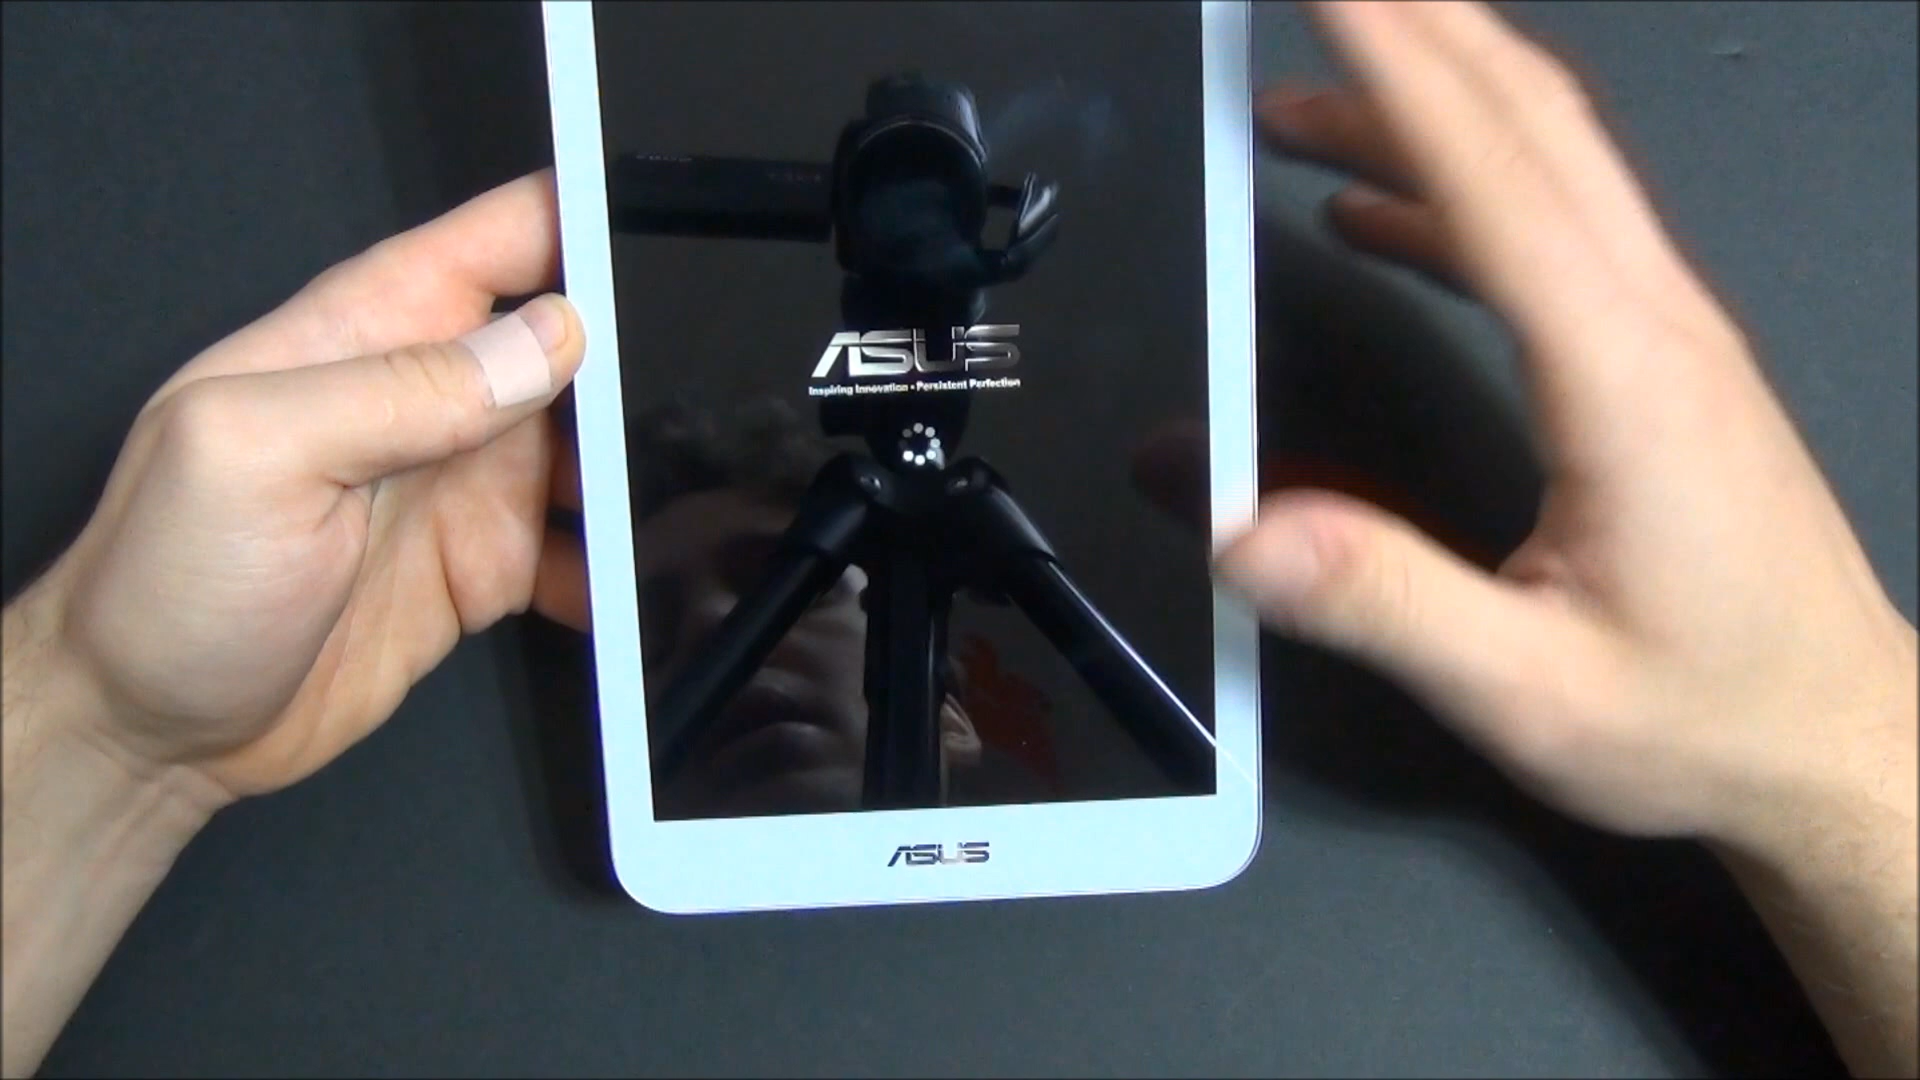 ASUS
Inspiring Innovation • Persistent Perfection
ASUS